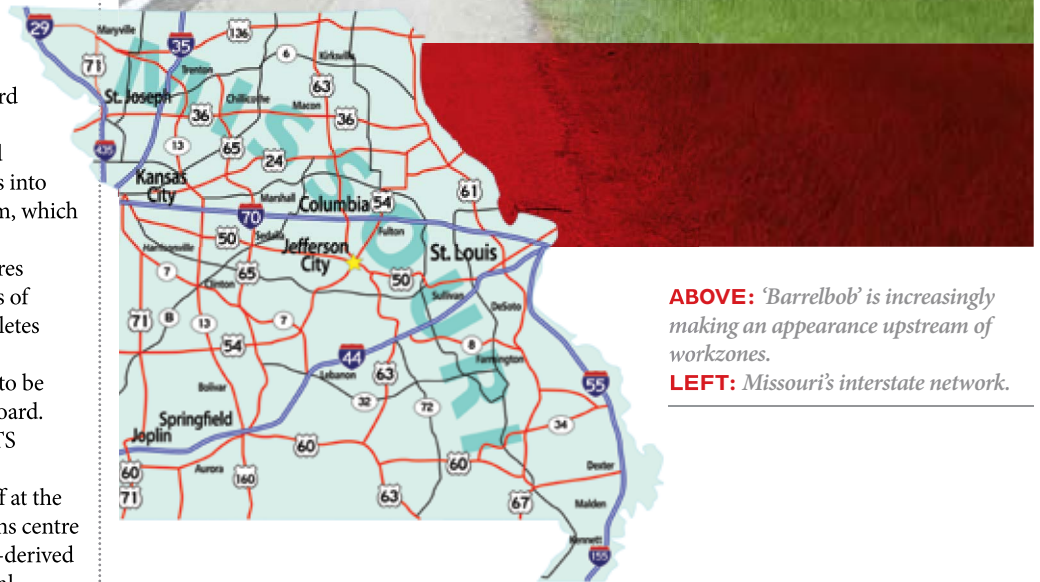 rd
l
s into
m, which
res
s of
letes
to be
oard.
TS
f at the
ns centre
-derived
29
Maryville
35
136
6
Kirksville
71
Trenton
63
St. Joseph
Chillicothe
Macon
36
36
MISSOURI
435
13
65
24
Kansas
City
Marshall
Columbia
54
61
70
50
Sedalia
Fulton
Harrisonville
Jefferson
City
St. Louis
7
65
Clinton
50
Sullivan
DeSoto
71
B
13
7
54
8
44
Farmington
Lebanon
63
55
Bolivar
32
72
Springfield
34
Joplin
60
60
60
Aurora
160
Dexter
71
63
67
Malden
Kennett
155
ABOVE: ‘Barrelbob’ is increasingly
making an appearance upstream of
workzones.
LEFT: Missouri’s interstate network.